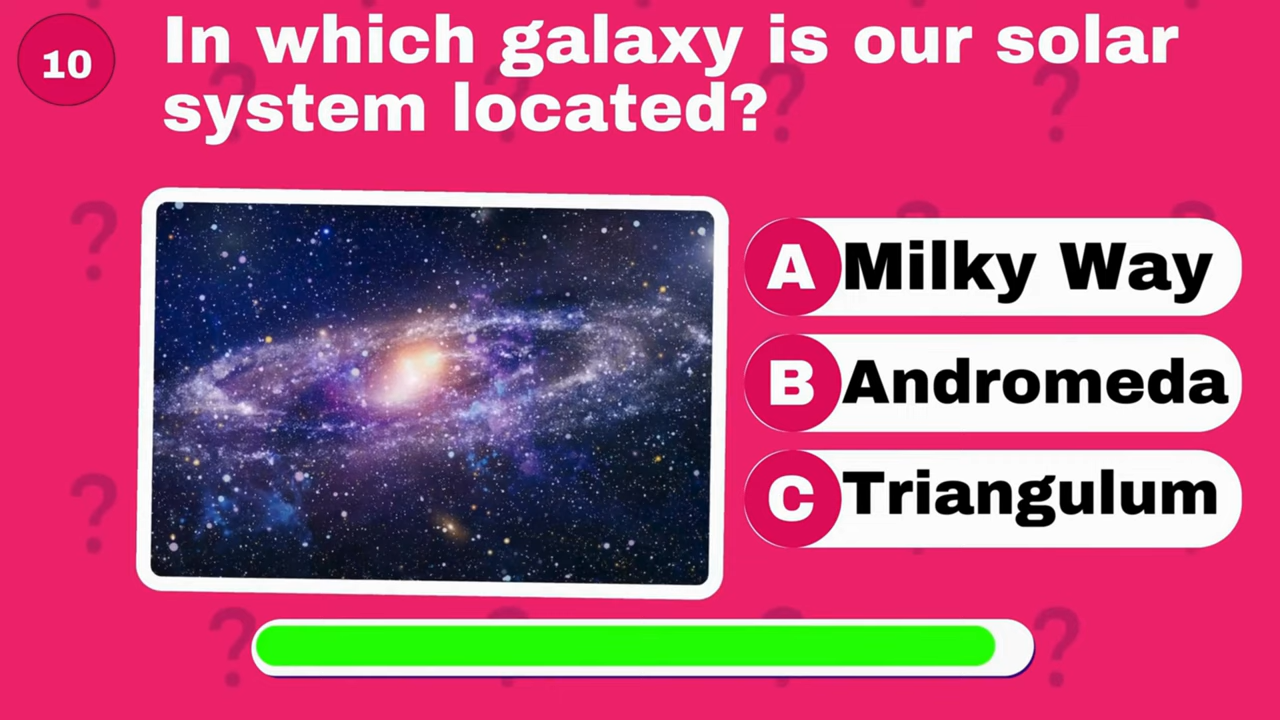 10
In which galaxy is our solar
system located?
A Milky Way
B Andromeda
C Triangulum